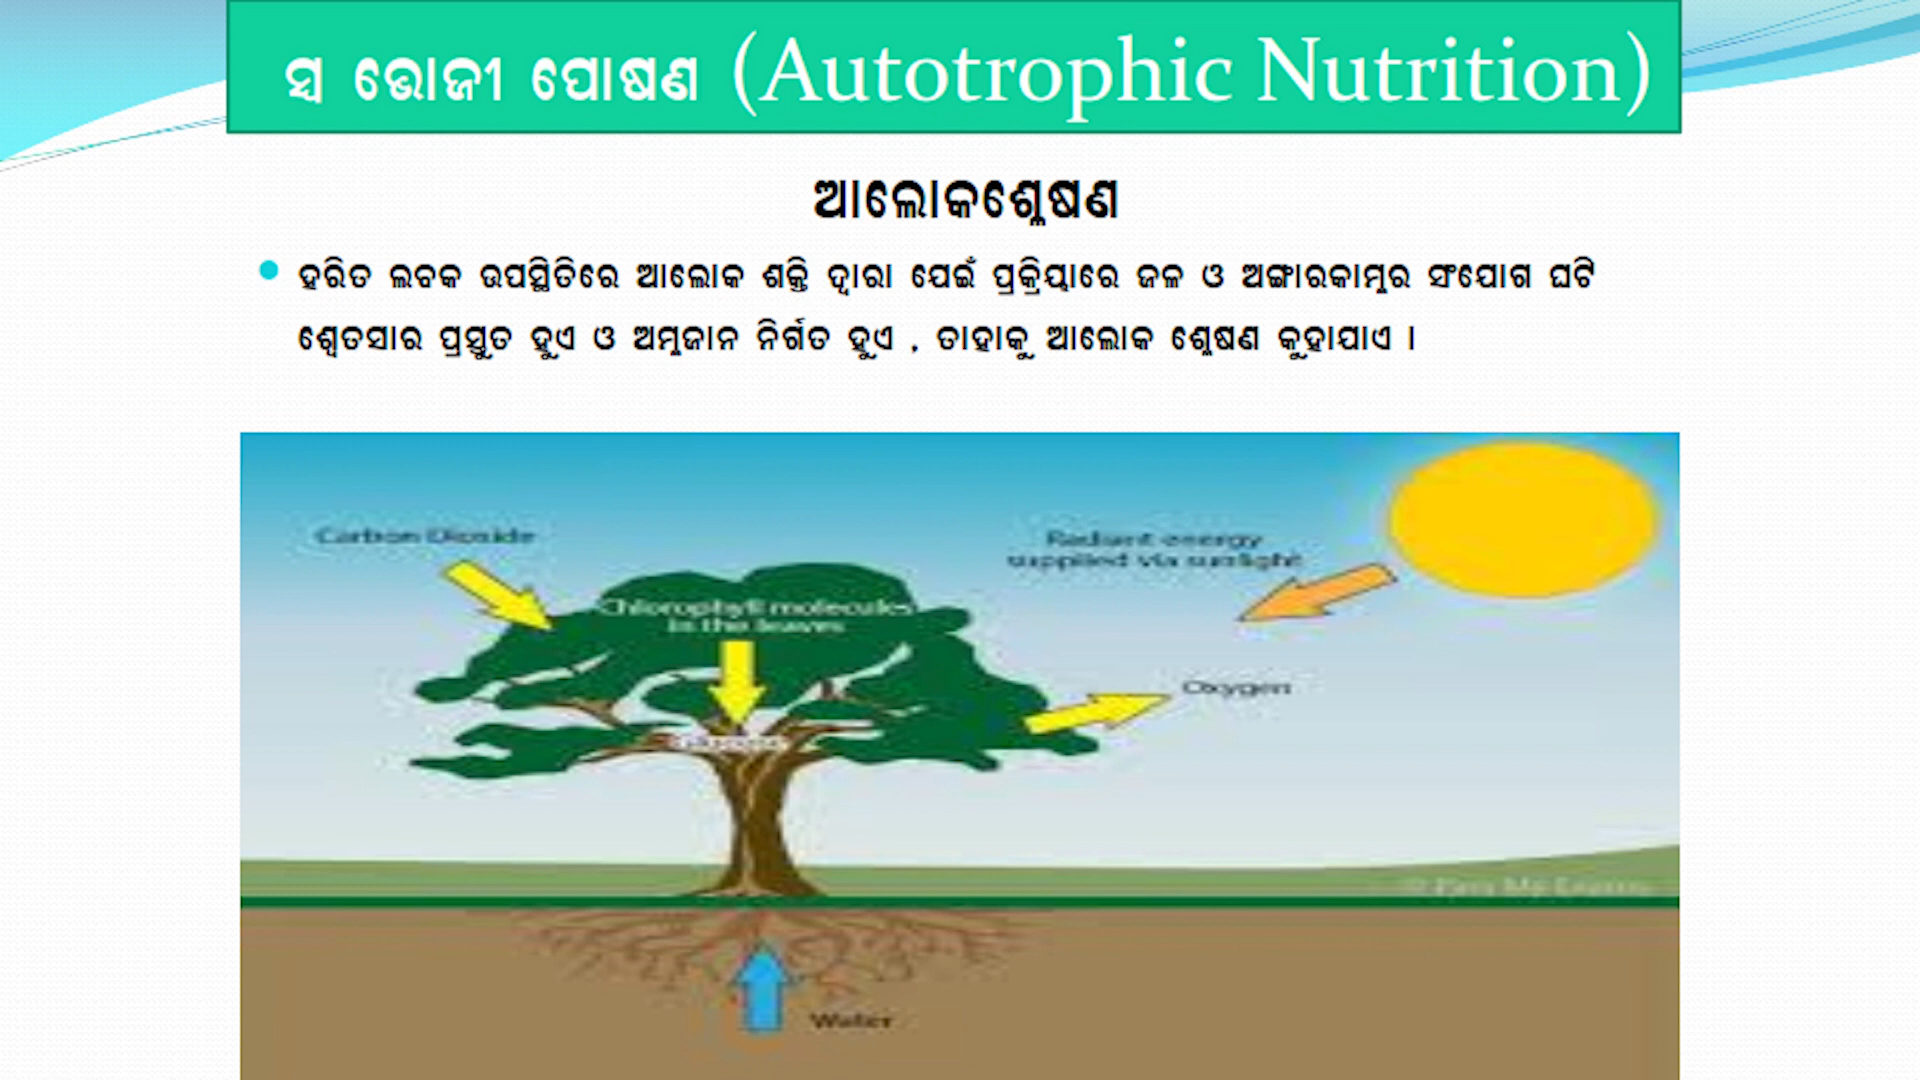 ସ୍ଵ ଭୋଜୀ ପୋଷଣ (Autotrophic Nutrition)
ଆଲୋକଶ୍ଳେଷଣ
ହରିତ ଲବକ ଉପସ୍ଥିତିରେ ଆଲୋକ ଶକ୍ତି ଦ୍ୱାରା ଯେଉଁ ପ୍ରକ୍ରିୟାରେ ଜଳ ଓ ଅଙ୍ଗାରକାମ୍ଳର ସଂଯୋଗ ଘଟି
ଶ୍ୱେତସାର ପ୍ରସ୍ତୁତ ହୁଏ ଓ ଅମ୍ଳଜାନ ନିର୍ଗତ ହୁଏ , ତାହାକୁ ଆଲୋକ ଶ୍ଳେଷଣ କୁହାଯାଏ ।
Carbon Dioxide
Radiant energy
supplied via sunlight
Chlorophyll molecules
in the leaves
Oxygen
Water